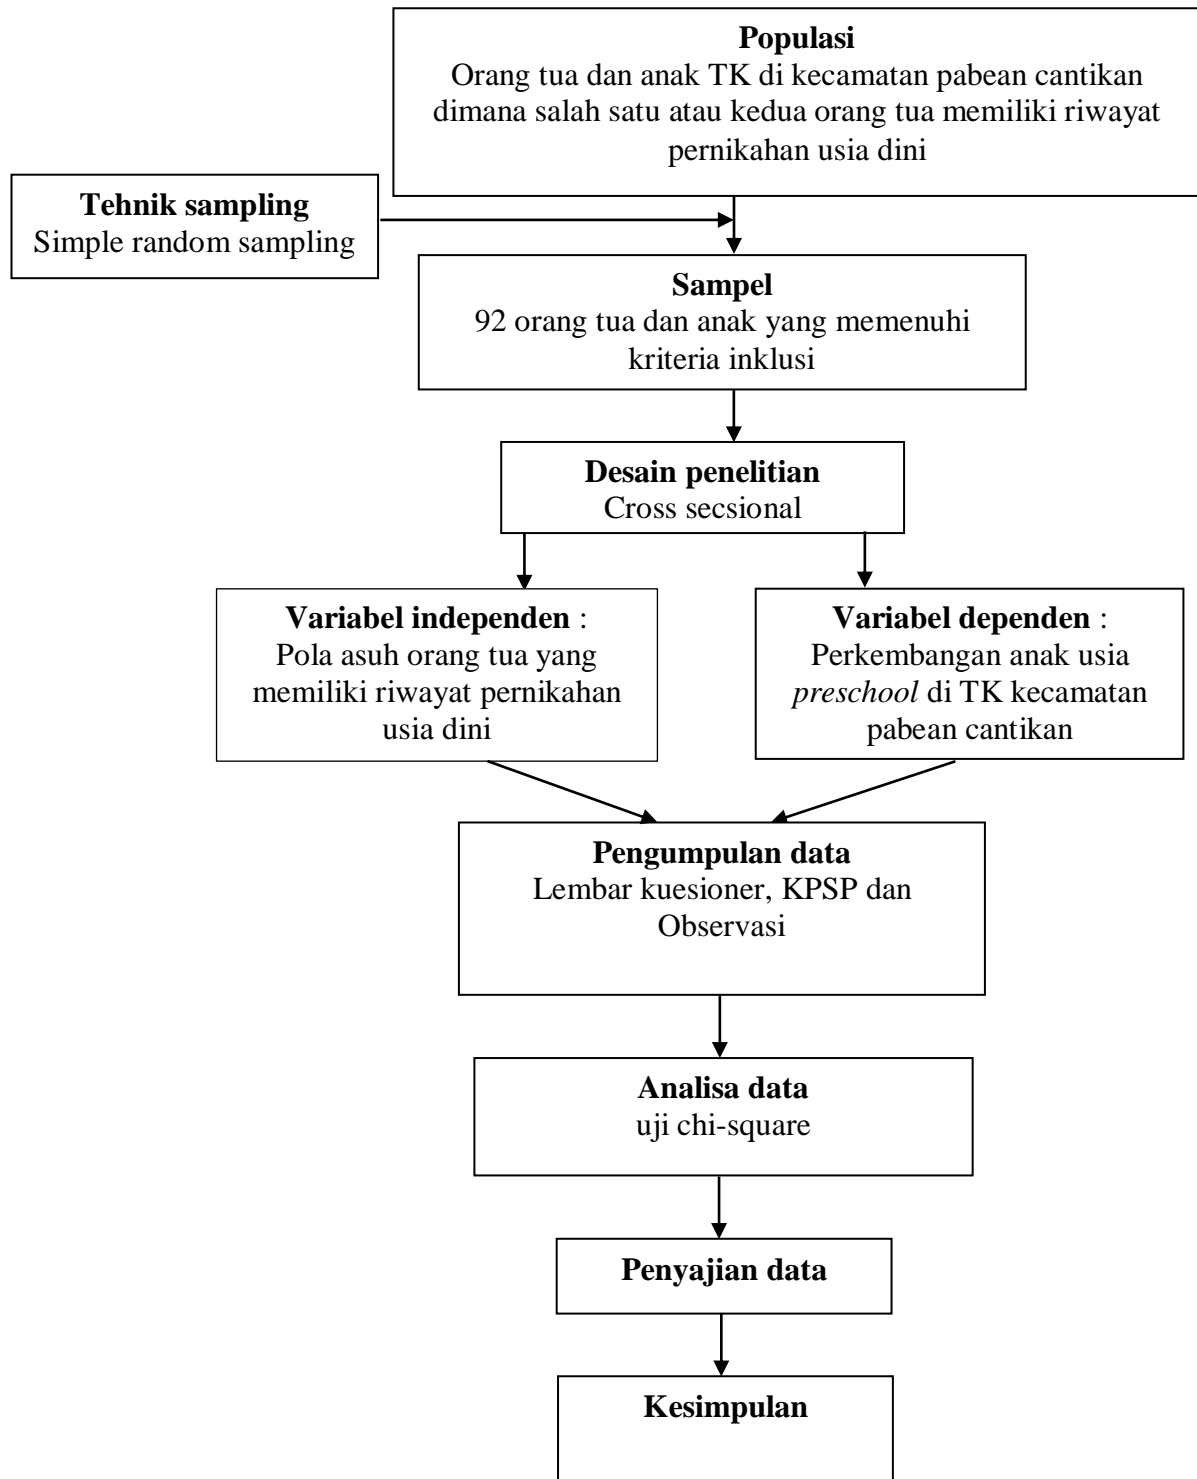 Populasi
Orang tua dan anak TK di kecamatan pabean cantikan
dimana salah satu atau kedua orang tua memiliki riwayat
pernikahan usia dini
Tehnik sampling
Simple random sampling
Sampel
92 orang tua dan anak yang memenuhi
kriteria inklusi
Desain penelitian
Cross secsional
Variabel independen :
Pola asuh orang tua yang
memiliki riwayat pernikahan
usia dini
Variabel dependen :
Perkembangan anak usia
preschool di TK kecamatan
pabean cantikan
Pengumpulan data
Lembar kuesioner, KPSP dan
Observasi
Analisa data
uji chi-square
Penyajian data
Kesimpulan